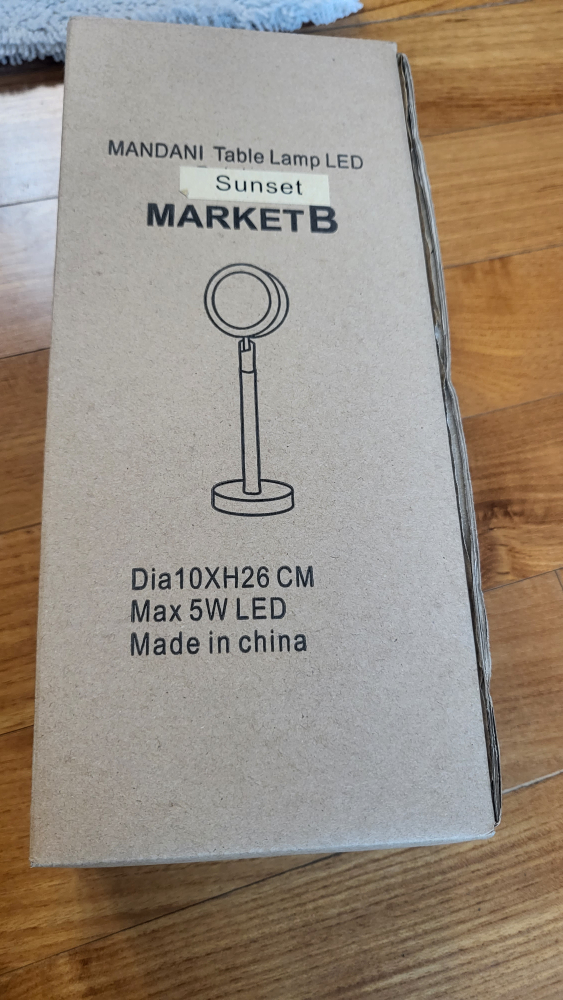 MANDANI Table Lamp LED
Sunset
MARKETB
Dia10XH26 CM
Max 5W LED
Made in china